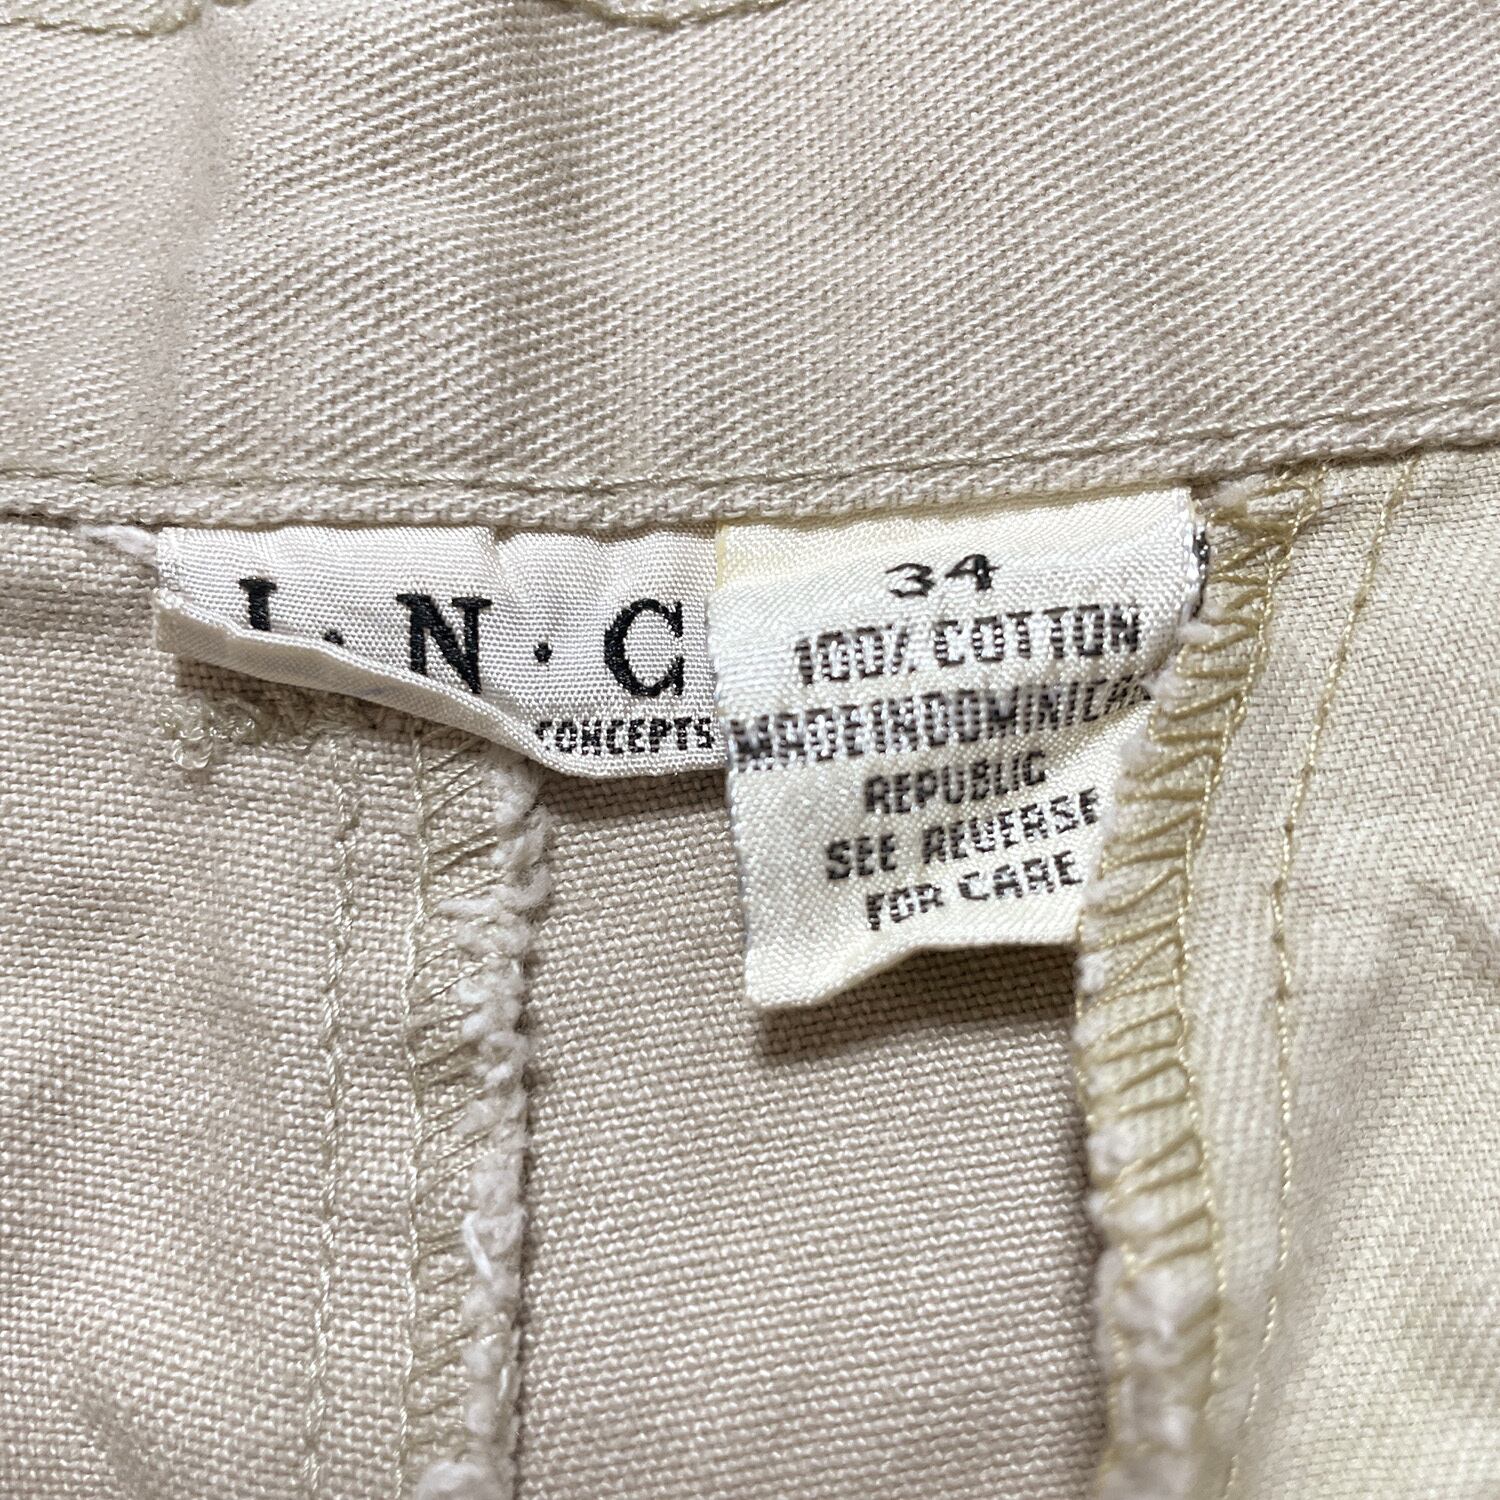 I·N·C
CONCEPTS
34
100% COTTON
MADE IN DOMINICAN
REPUBLIC
SEE REVERSE
FOR CARE